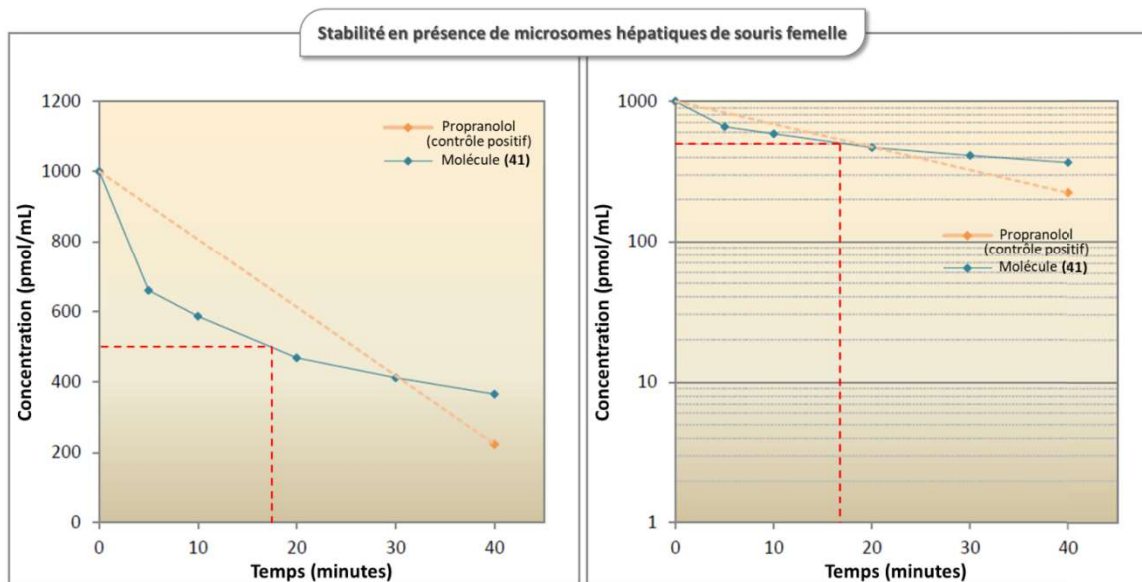 Stabilité en présence de microsomes hépatiques de souris femelle
Concentration (pmol/mL)
1200
1000
800
600
400
200
0
Propranolol
(contrôle positif)
Molécule (41)
0 10 20 30 40
Temps (minutes)
Concentration (pmol/mL)
1000
100
10
1
Propranolol
(contrôle positif)
Molécule (41)
0 10 20 30 40
Temps (minutes)